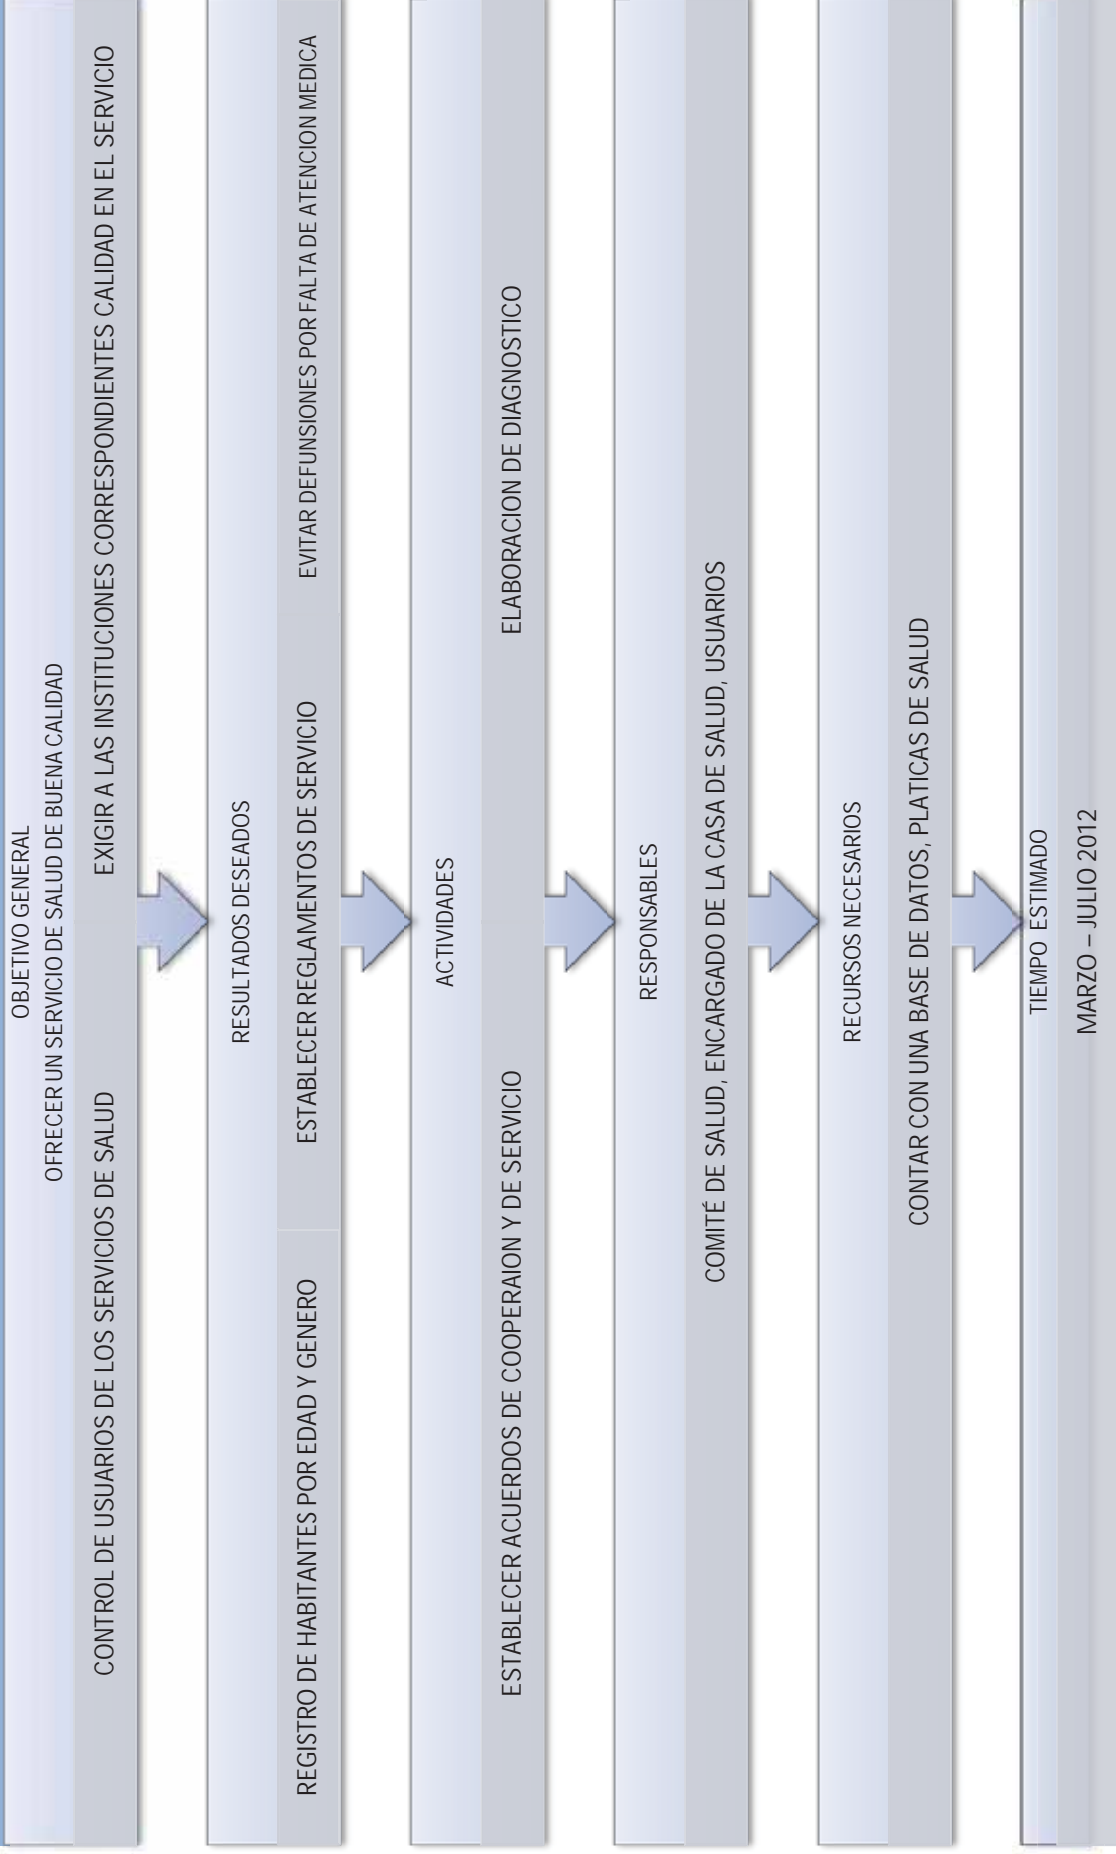 OBJETIVO GENERAL
OFRECER UN SERVICIO DE SALUD DE BUENA CALIDAD
CONTROL DE USUARIOS DE LOS SERVICIOS DE SALUD
EXIGIR A LAS INSTITUCIONES CORRESPONDIENTES CALIDAD EN EL SERVICIO
RESULTADOS DESEADOS
REGISTRO DE HABITANTES POR EDAD Y GENERO
ESTABLECER REGLAMENTOS DE SERVICIO
EVITAR DEFUNSIONES POR FALTA DE ATENCION MEDICA
ACTIVIDADES
ESTABLECER ACUERDOS DE COOPERAION Y DE SERVICIO
ELABORACION DE DIAGNOSTICO
RESPONSABLES
COMITÉ DE SALUD, ENCARGADO DE LA CASA DE SALUD, USUARIOS
RECURSOS NECESARIOS
CONTAR CON UNA BASE DE DATOS, PLATICAS DE SALUD
TIEMPO ESTIMADO
MARZO – JULIO 2012